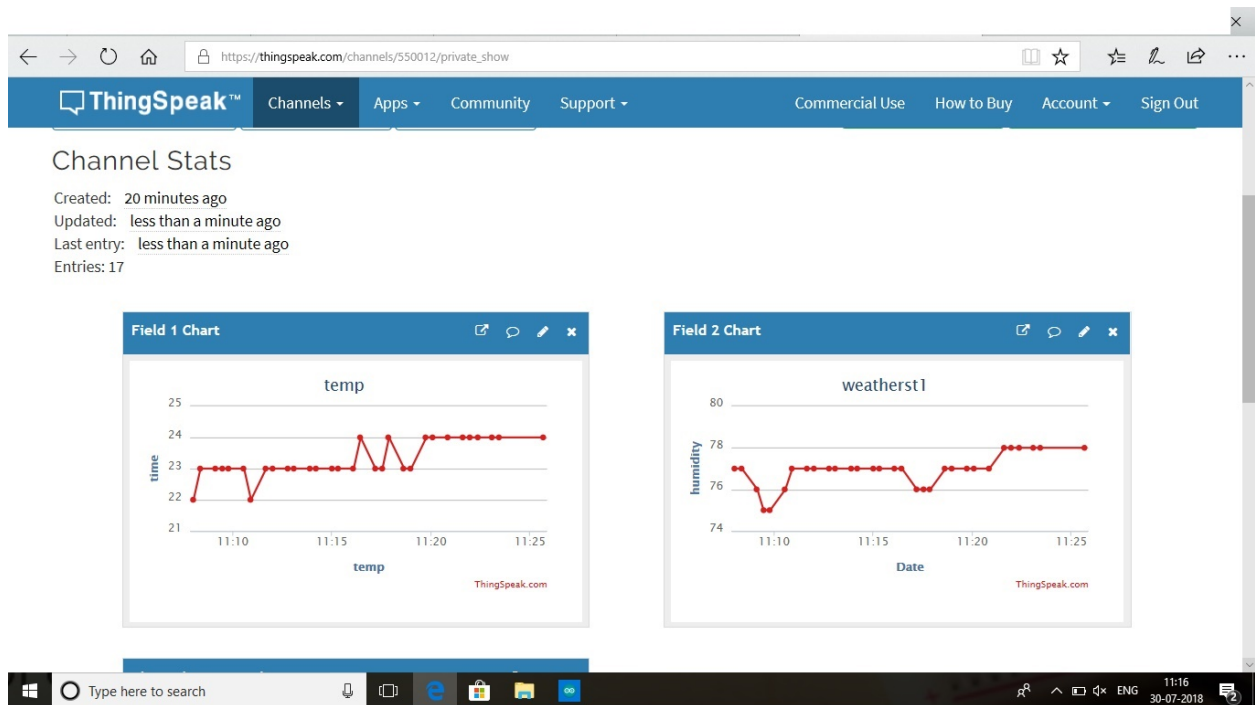 https://thingspeak.com/channels/550012/private_show
ThingSpeak™ Channels Apps Community Support Commercial Use How to Buy Account Sign Out
Channel Stats
Created: 20 minutes ago
Updated: less than a minute ago
Last entry: less than a minute ago
Entries: 17
Field 1 Chart
temp
25
24
23
22
21
time
11:10 11:15 11:20 11:25
temp
ThingSpeak.com
Field 2 Chart
weatherst1
80
78
76
74
humidity
11:10 11:15 11:20 11:25
Date
ThingSpeak.com
Type here to search
ENG
11:16
30-07-2018
2